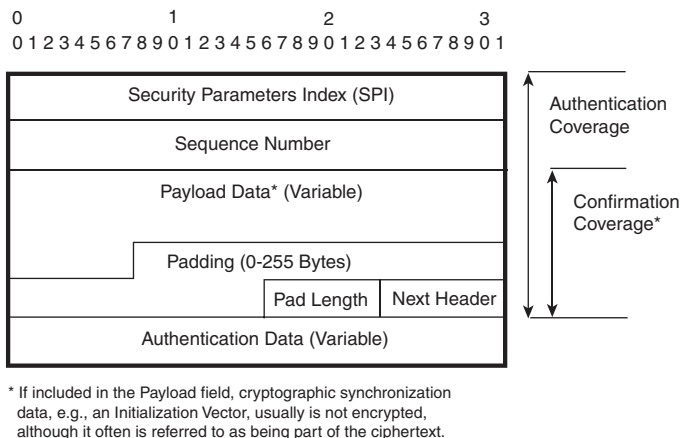 0 1 2 3
0 1 2 3 4 5 6 7 8 9 0 1 2 3 4 5 6 7 8 9 0 1 2 3 4 5 6 7 8 9 0 1
Security Parameters Index (SPI)
Sequence Number
Payload Data* (Variable)
Padding (0-255 Bytes)
Pad Length
Next Header
Authentication Data (Variable)
Authentication
Coverage
Confirmation
Coverage*
* If included in the Payload field, cryptographic synchronization
data, e.g., an Initialization Vector, usually is not encrypted,
although it often is referred to as being part of the ciphertext.